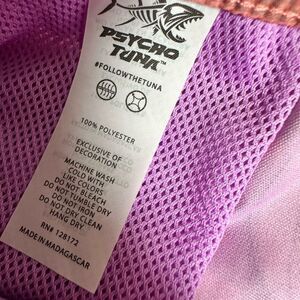 PSYCHO
TUNA™
#FOLLOWTHETUNA
100% POLYESTER
EXCLUSIVE OF
DECORATION
MACHINE WASH
COLD WITH
LIKE COLORS
DO NOT BLEACH
DO NOT TUMBLE DRY
DO NOT IRON
DO NOT DRY CLEAN
HANG DRY.
RN# 128172
MADE IN MADAGASCAR